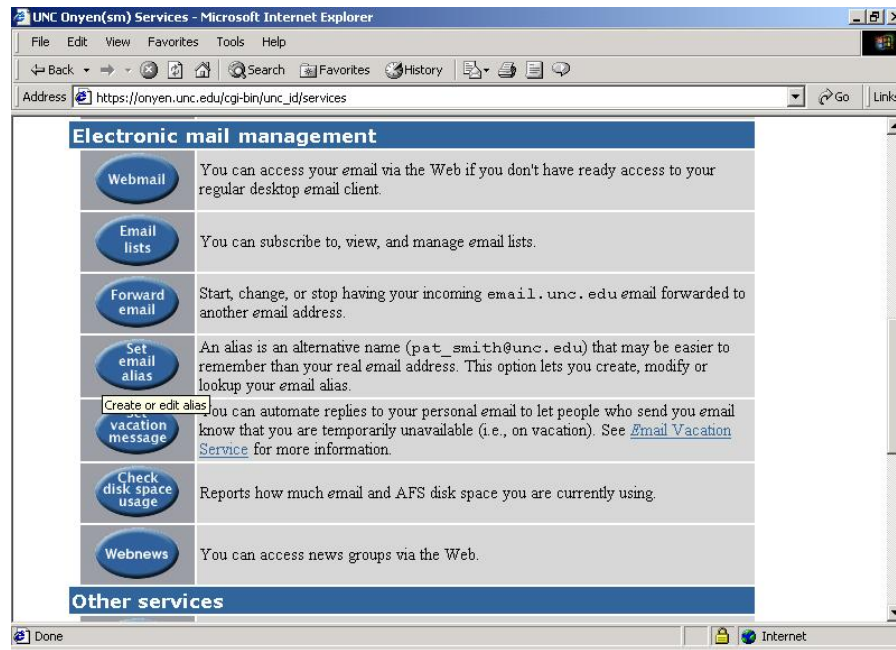 UNC Onyen(sm) Services - Microsoft Internet Explorer
File Edit View Favorites Tools Help
Back Search Favorites History
Address https://onyen.unc.edu/cgi-bin/unc_id/services Go Links
Electronic mail management
Webmail
You can access your email via the Web if you don't have ready access to your
regular desktop email client.
Email
lists
You can subscribe to, view, and manage email lists.
Forward
email
Start, change, or stop having your incoming email.unc.edu email forwarded to
another email address.
Set
email
alias
An alias is an alternative name (pat_smith@unc.edu) that may be easier to
remember than your real email address. This option lets you create, modify or
lookup your email alias.
Create or edit alias
vacation
message
You can automate replies to your personal email to let people who send you email
know that you are temporarily unavailable (i.e., on vacation). See Email Vacation
Service for more information.
Check
disk space
usage
Reports how much email and AFS disk space you are currently using.
Webnews
You can access news groups via the Web.
Other services
Done Internet